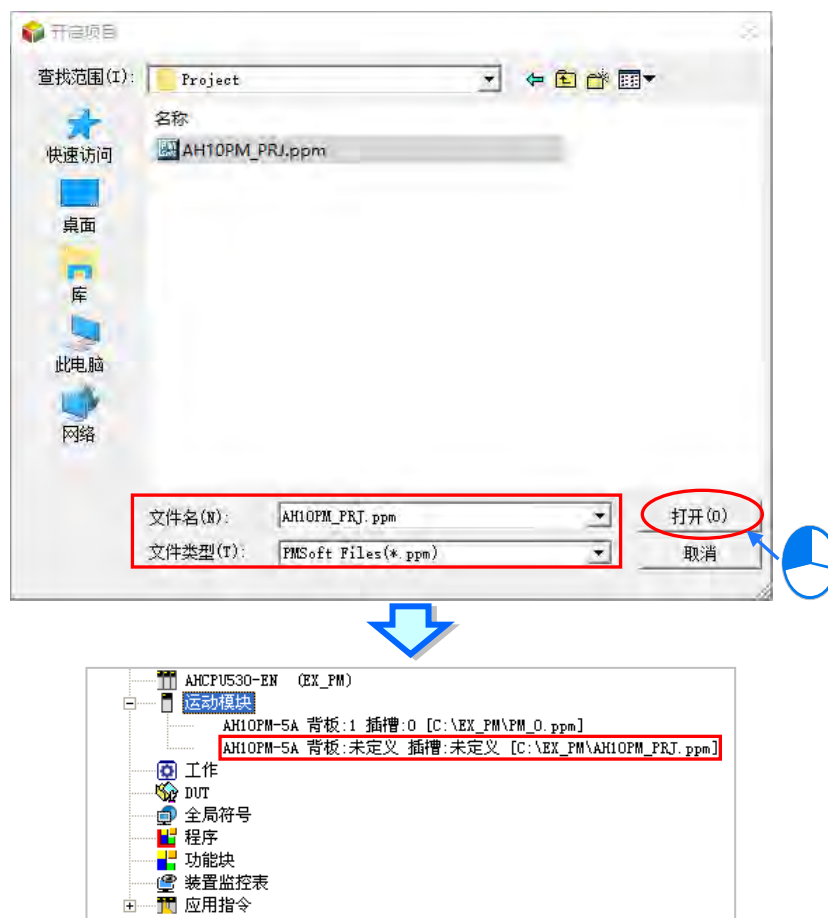 开启项目
查找范围(I):
Project
名称
AH10PM_PRJ.ppm
快速访问
桌面
库
此电脑
网络
文件名(N):
AH10PM_PRJ.ppm
打开(O)
文件类型(T):
PMSoft Files(*.ppm)
取消
AHCPU530-EN (EX_PM)
运动模块
AH10PM-5A 背板:1 插槽:0 [C:\EX_PM\PM_0.ppm]
AH10PM-5A 背板:未定义 插槽:未定义 [C:\EX_PM\AH10PM_PRJ.ppm]
工作
DUT
全局符号
程序
功能块
装置监控表
应用指令